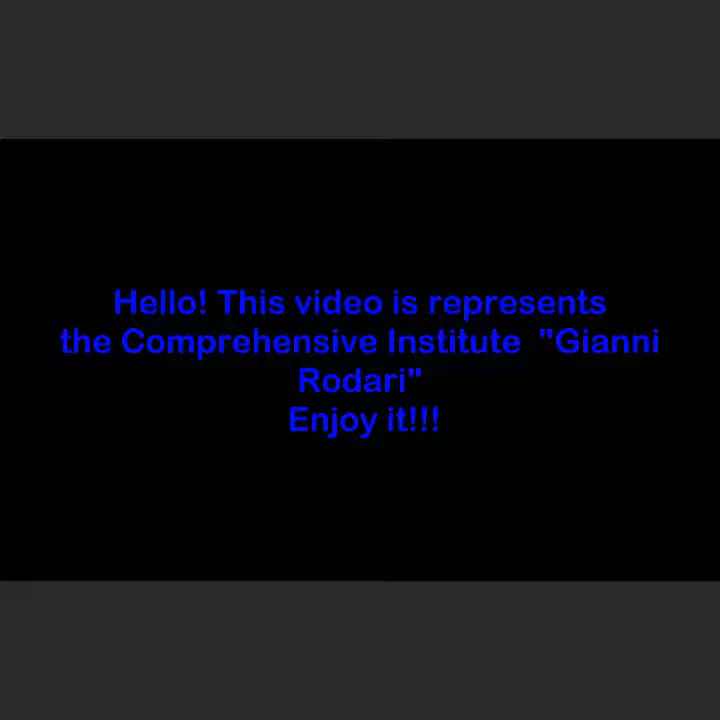 Hello! This video is represents
the Comprehensive Institute  "Gianni
Rodari"
Enjoy it!!!